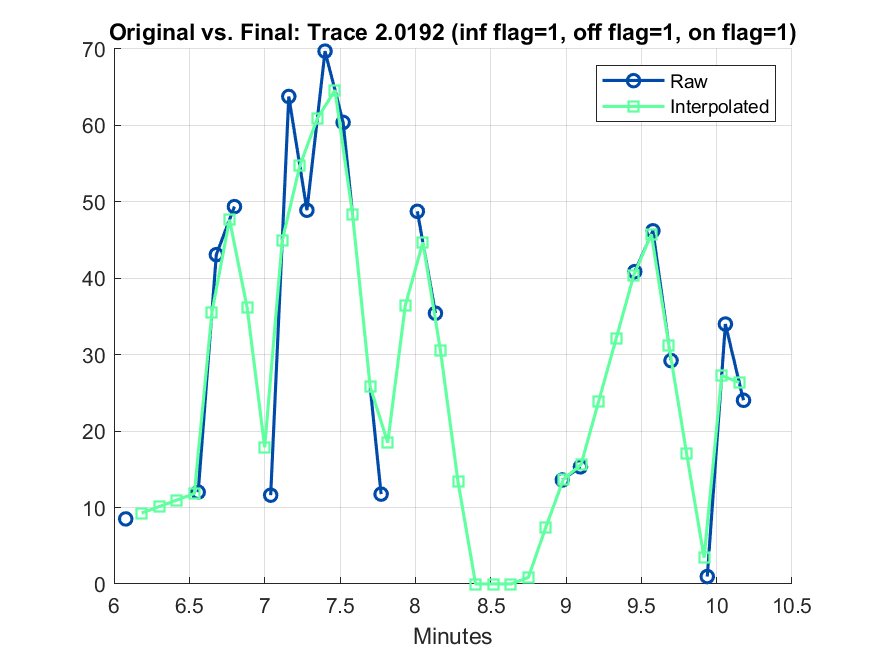 Original vs. Final: Trace 2.0192 (inf flag=1, off flag=1, on flag=1)
70
60
50
40
30
20
10
0
Raw
Interpolated
6 6.5 7 7.5 8 8.5 9 9.5 10 10.5
Minutes